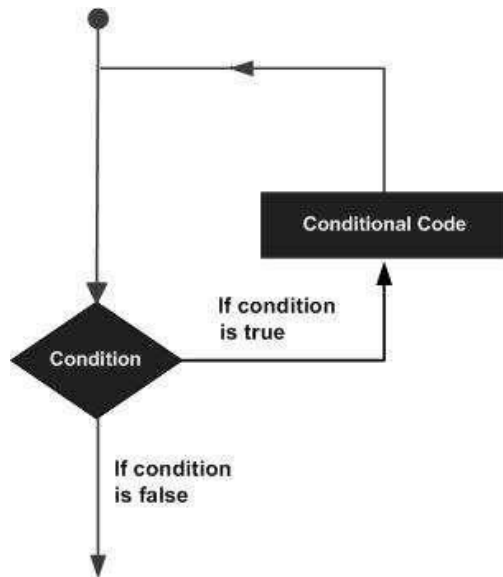 Conditional Code
If condition
is true
Condition
If condition
is false